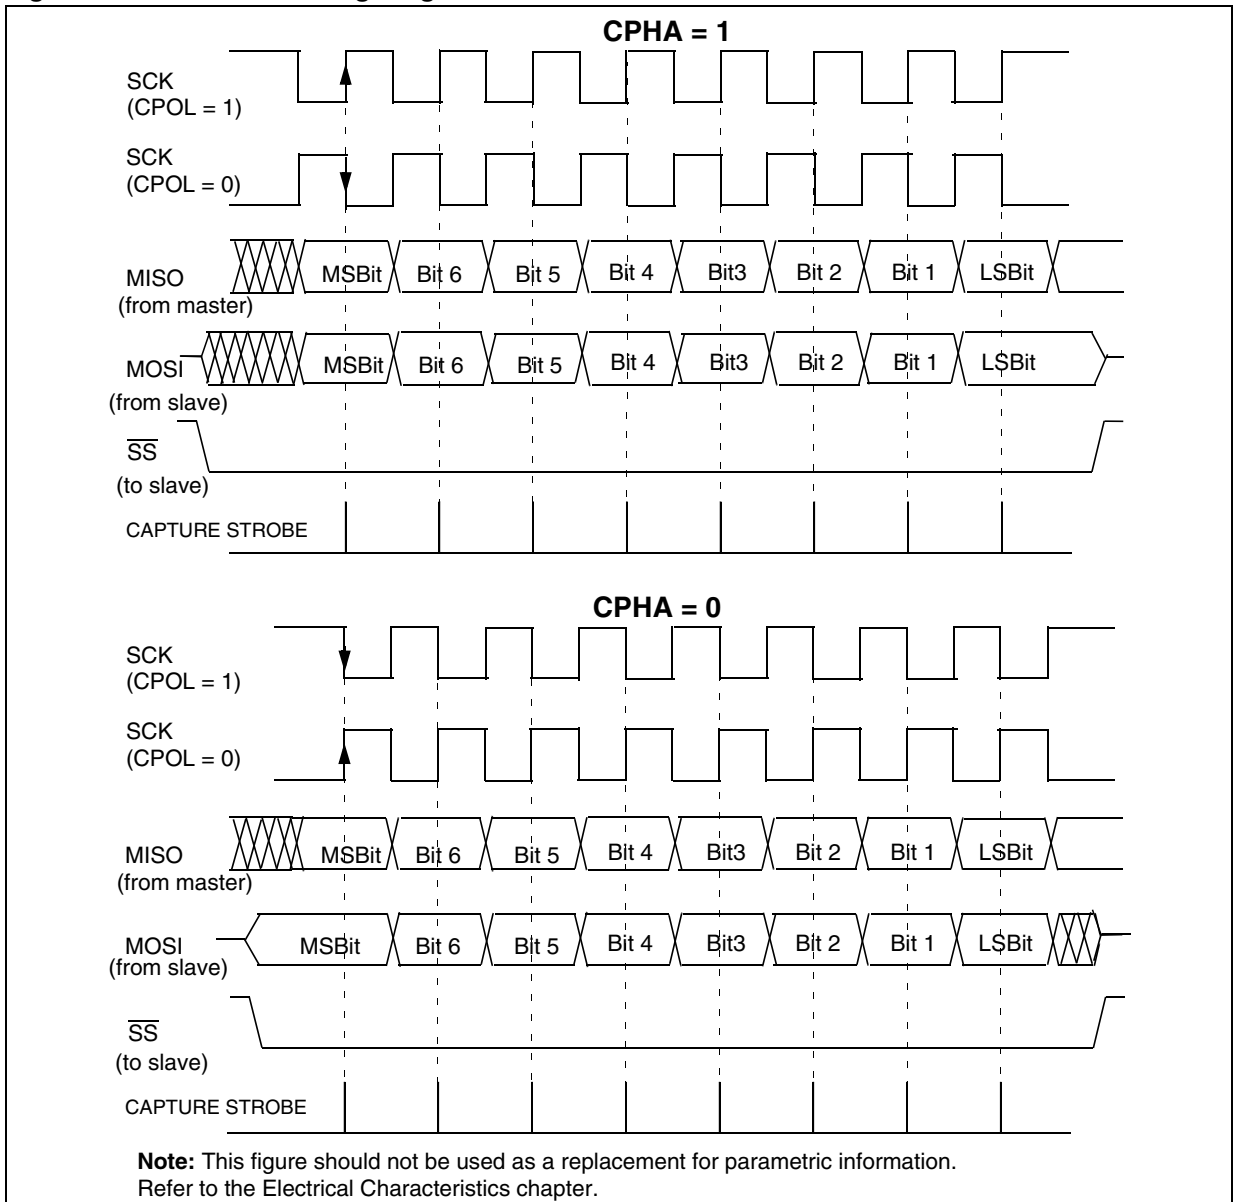 CPHA = 1
SCK
(CPOL = 1)
SCK
(CPOL = 0)
MISO
(from master)
MSBit Bit 6 Bit 5 Bit 4 Bit3 Bit 2 Bit 1 LSBit
MOSI
(from slave)
MSBit Bit 6 Bit 5 Bit 4 Bit3 Bit 2 Bit 1 LSBit
SS
(to slave)
CAPTURE STROBE
CPHA = 0
SCK
(CPOL = 1)
SCK
(CPOL = 0)
MISO
(from master)
MSBit Bit 6 Bit 5 Bit 4 Bit3 Bit 2 Bit 1 LSBit
MOSI
(from slave)
MSBit Bit 6 Bit 5 Bit 4 Bit3 Bit 2 Bit 1 LSBit
SS
(to slave)
CAPTURE STROBE
Note: This figure should not be used as a replacement for parametric information.
Refer to the Electrical Characteristics chapter.